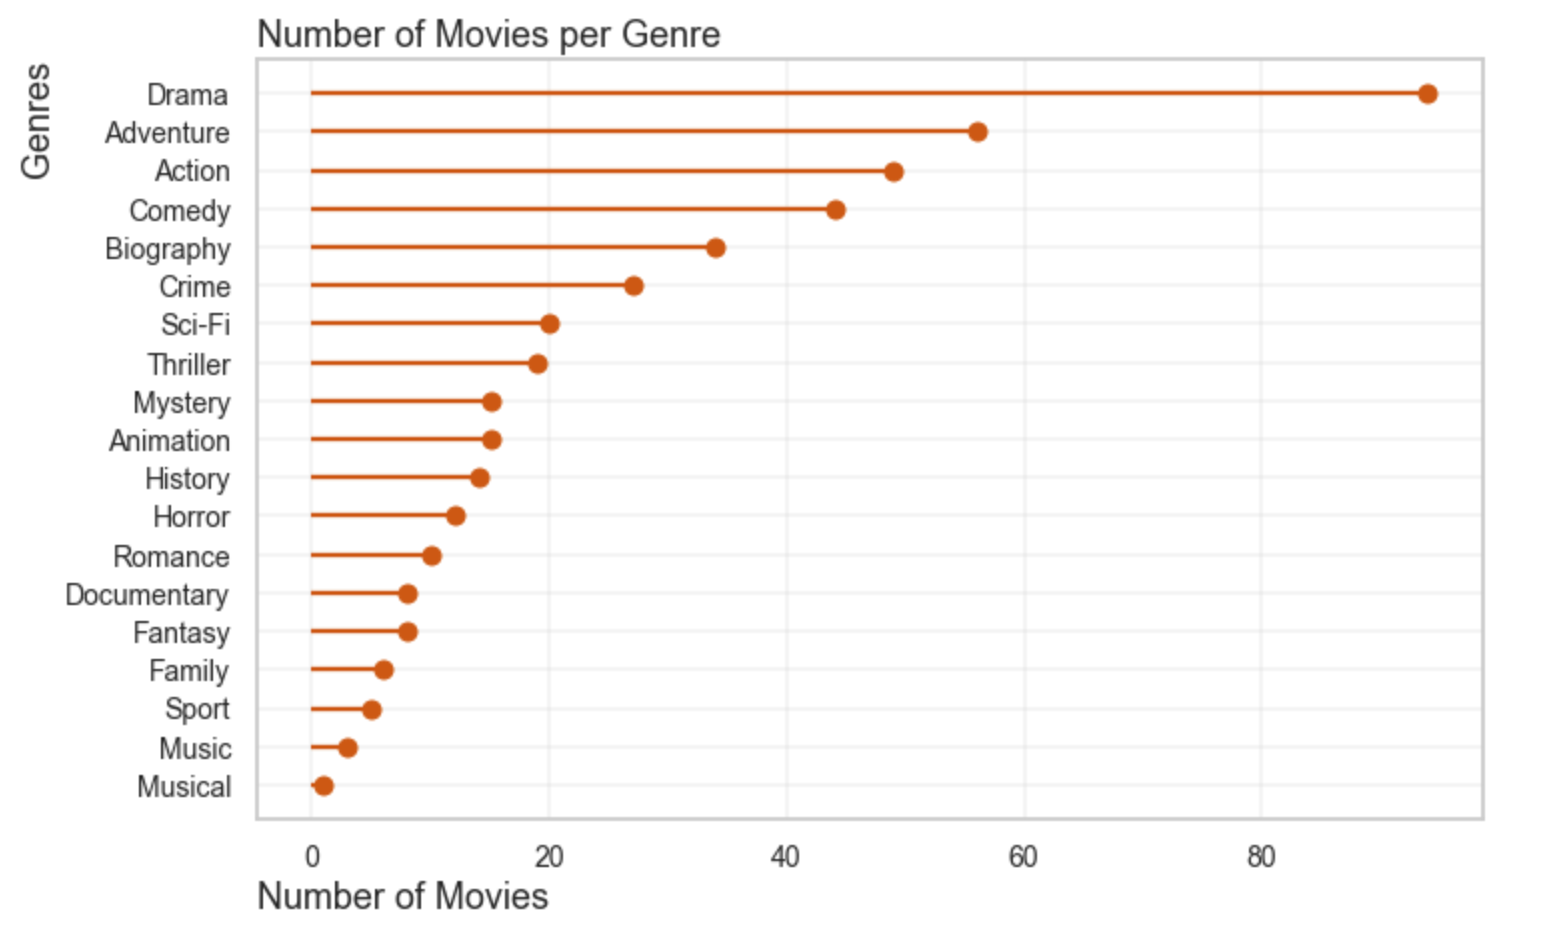 Number of Movies per Genre
Genres
Drama
Adventure
Action
Comedy
Biography
Crime
Sci-Fi
Thriller
Mystery
Animation
History
Horror
Romance
Documentary
Fantasy
Family
Sport
Music
Musical
0 20 40 60 80
Number of Movies